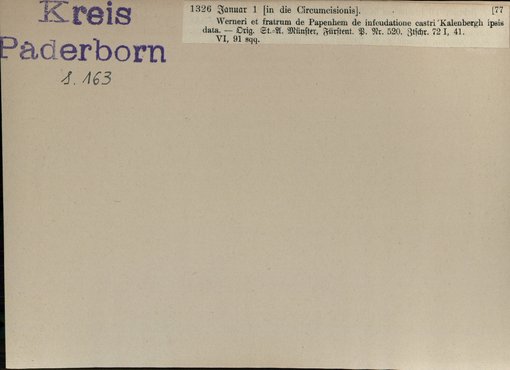 Kreis
Paderborn
S. 163
1326 Januar 1 [in die Circumcisionis]. [77
Werneri et fratrum de Papenhem de infeudatione castri Kalenbergh ipsis
data. — Orig. St.-A. Münster, Fürstent. P. Nr. 520. Ztschr. 72 I, 41.
VI, 91 sqq.